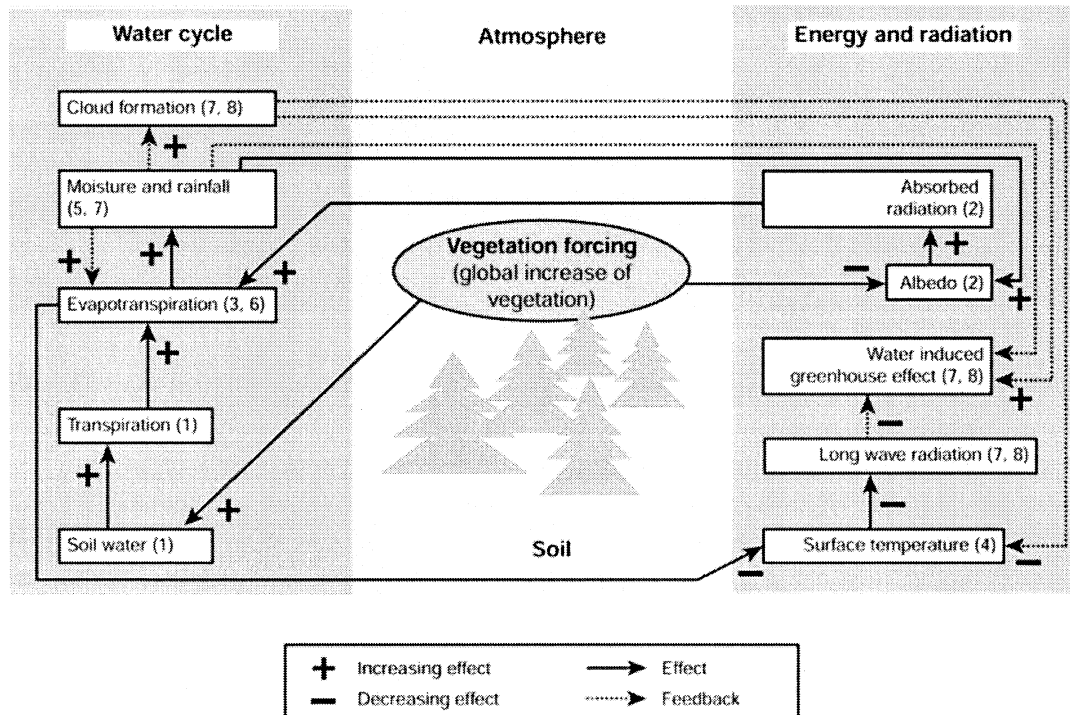 Water cycle
Atmosphere
Energy and radiation
Cloud formation (7, 8)
+
Moisture and rainfall
(5, 7)
+
+
+
Evapotranspiration (3, 6)
+
Transpiration (1)
+
+
Soil water (1)
Vegetation forcing
(global increase of
vegetation)
Soil
Absorbed
radiation (2)
+
−
Albedo (2)
+
Water induced
greenhouse effect (7, 8)
+
−
Long wave radiation (7, 8)
−
Surface temperature (4)
−
−
+ Increasing effect
Effect
− Decreasing effect
Feedback